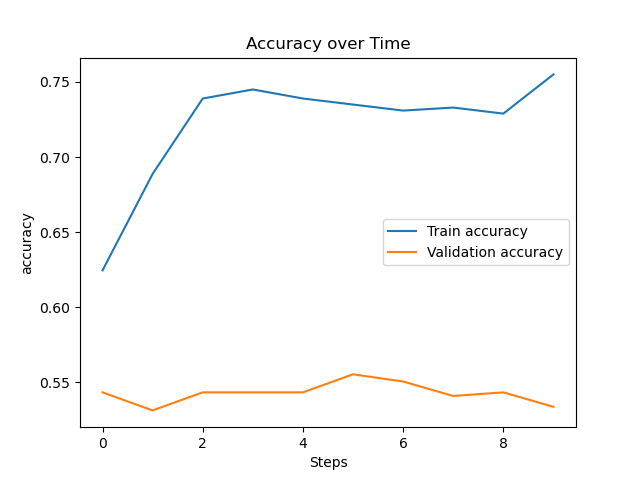 Accuracy over Time
0.75
0.70
0.65
0.60
0.55
accuracy
Train accuracy
Validation accuracy
0 2 4 6 8
Steps